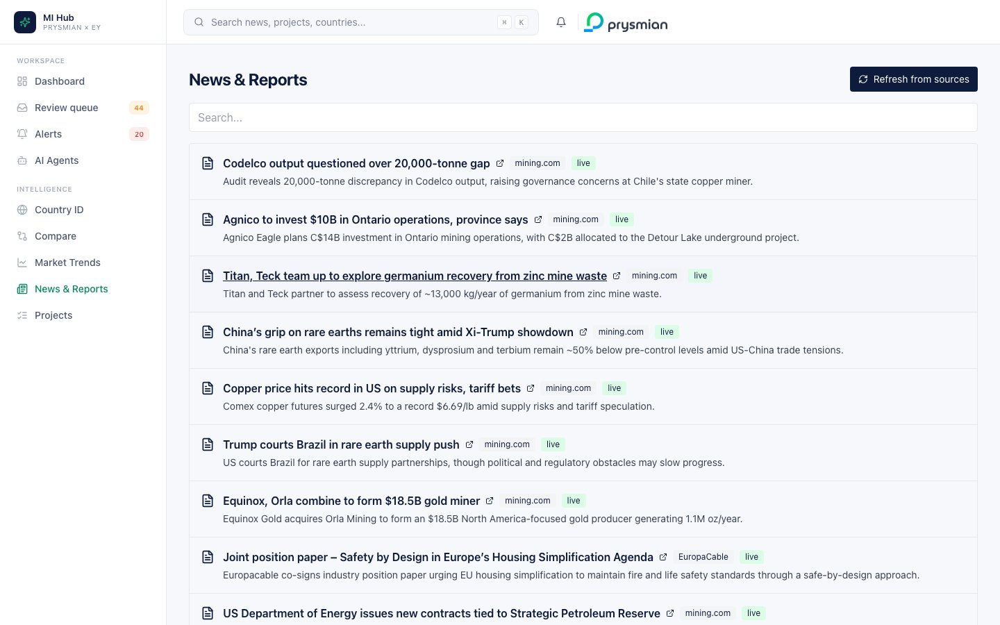 MI Hub
PRYSMIAN x EY
Search news, projects, countries...
⌘ K
prysmian
WORKSPACE
Dashboard
Review queue 44
Alerts 20
AI Agents
INTELLIGENCE
Country ID
Compare
Market Trends
News & Reports
Projects
News & Reports
Refresh from sources
Search...
Codelco output questioned over 20,000-tonne gap mining.com live
Audit reveals 20,000-tonne discrepancy in Codelco output, raising governance concerns at Chile's state copper miner.
Agnico to invest $10B in Ontario operations, province says mining.com live
Agnico Eagle plans C$14B investment in Ontario mining operations, with C$2B allocated to the Detour Lake underground project.
Titan, Teck team up to explore germanium recovery from zinc mine waste mining.com live
Titan and Teck partner to assess recovery of ~13,000 kg/year of germanium from zinc mine waste.
China’s grip on rare earths remains tight amid Xi-Trump showdown mining.com live
China's rare earth exports including yttrium, dysprosium and terbium remain ~50% below pre-control levels amid US-China trade tensions.
Copper price hits record in US on supply risks, tariff bets mining.com live
Comex copper futures surged 2.4% to a record $6.69/lb amid supply risks and tariff speculation.
Trump courts Brazil in rare earth supply push mining.com live
US courts Brazil for rare earth supply partnerships, though political and regulatory obstacles may slow progress.
Equinox, Orla combine to form $18.5B gold miner mining.com live
Equinox Gold acquires Orla Mining to form an $18.5B North America-focused gold producer generating 1.1M oz/year.
Joint position paper – Safety by Design in Europe’s Housing Simplification Agenda EuropaCable live
Europacable co-signs industry position paper urging EU housing simplification to maintain fire and life safety standards through a safe-by-design approach.
US Department of Energy issues new contracts tied to Strategic Petroleum Reserve mining.com live